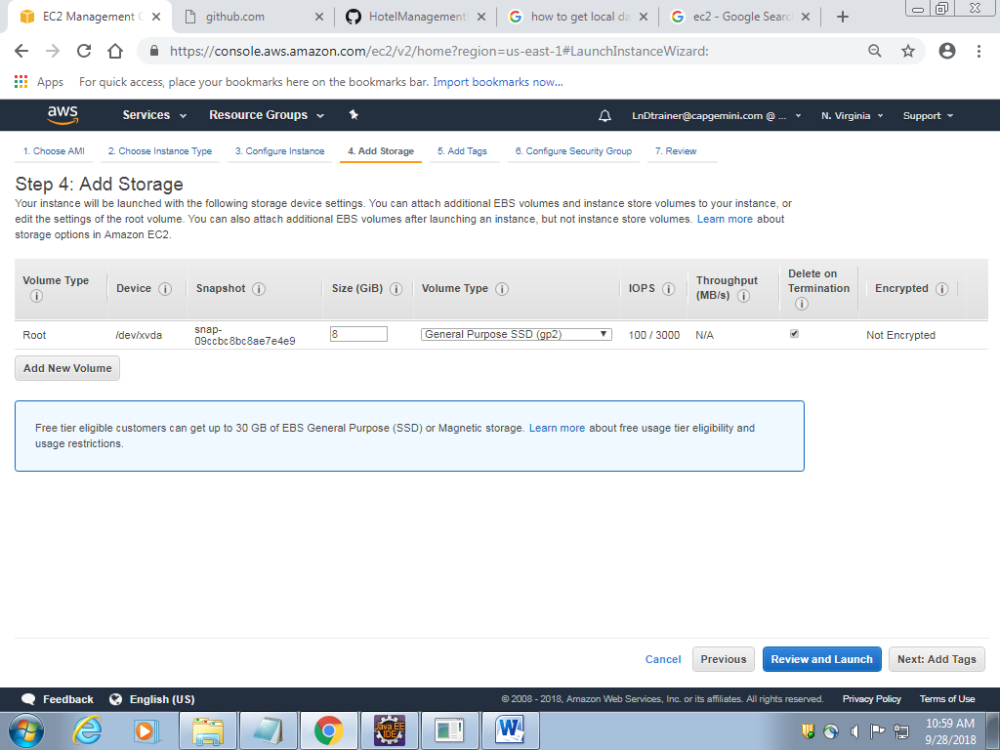 EC2 Management C
github.com
HotelManagement
how to get local da
ec2 - Google Searc
https://console.aws.amazon.com/ec2/v2/home?region=us-east-1#LaunchInstanceWizard:
Apps For quick access, place your bookmarks here on the bookmarks bar. Import bookmarks now...
aws Services Resource Groups LnDtrainer@capgemini.com @ ... N. Virginia Support
1. Choose AMI 2. Choose Instance Type 3. Configure Instance 4. Add Storage 5. Add Tags 6. Configure Security Group 7. Review
Step 4: Add Storage
Your instance will be launched with the following storage device settings. You can attach additional EBS volumes and instance store volumes to your instance, or
edit the settings of the root volume. You can also attach additional EBS volumes after launching an instance, but not instance store volumes. Learn more about
storage options in Amazon EC2.
Volume Type
Device
Snapshot
Size (GiB)
Volume Type
IOPS
Throughput
(MB/s)
Delete on
Termination
Encrypted
Root
/dev/xvda
snap-
09ccbc8bc8ae7e4e9
8
General Purpose SSD (gp2)
100 / 3000
N/A
Not Encrypted
Add New Volume
Free tier eligible customers can get up to 30 GB of EBS General Purpose (SSD) or Magnetic storage. Learn more about free usage tier eligibility and
usage restrictions.
Cancel Previous Review and Launch Next: Add Tags
Feedback English (US) © 2008 - 2018, Amazon Web Services, Inc. or its affiliates. All rights reserved. Privacy Policy Terms of Use
Java EE
IDE
10:59 AM
9/28/2018